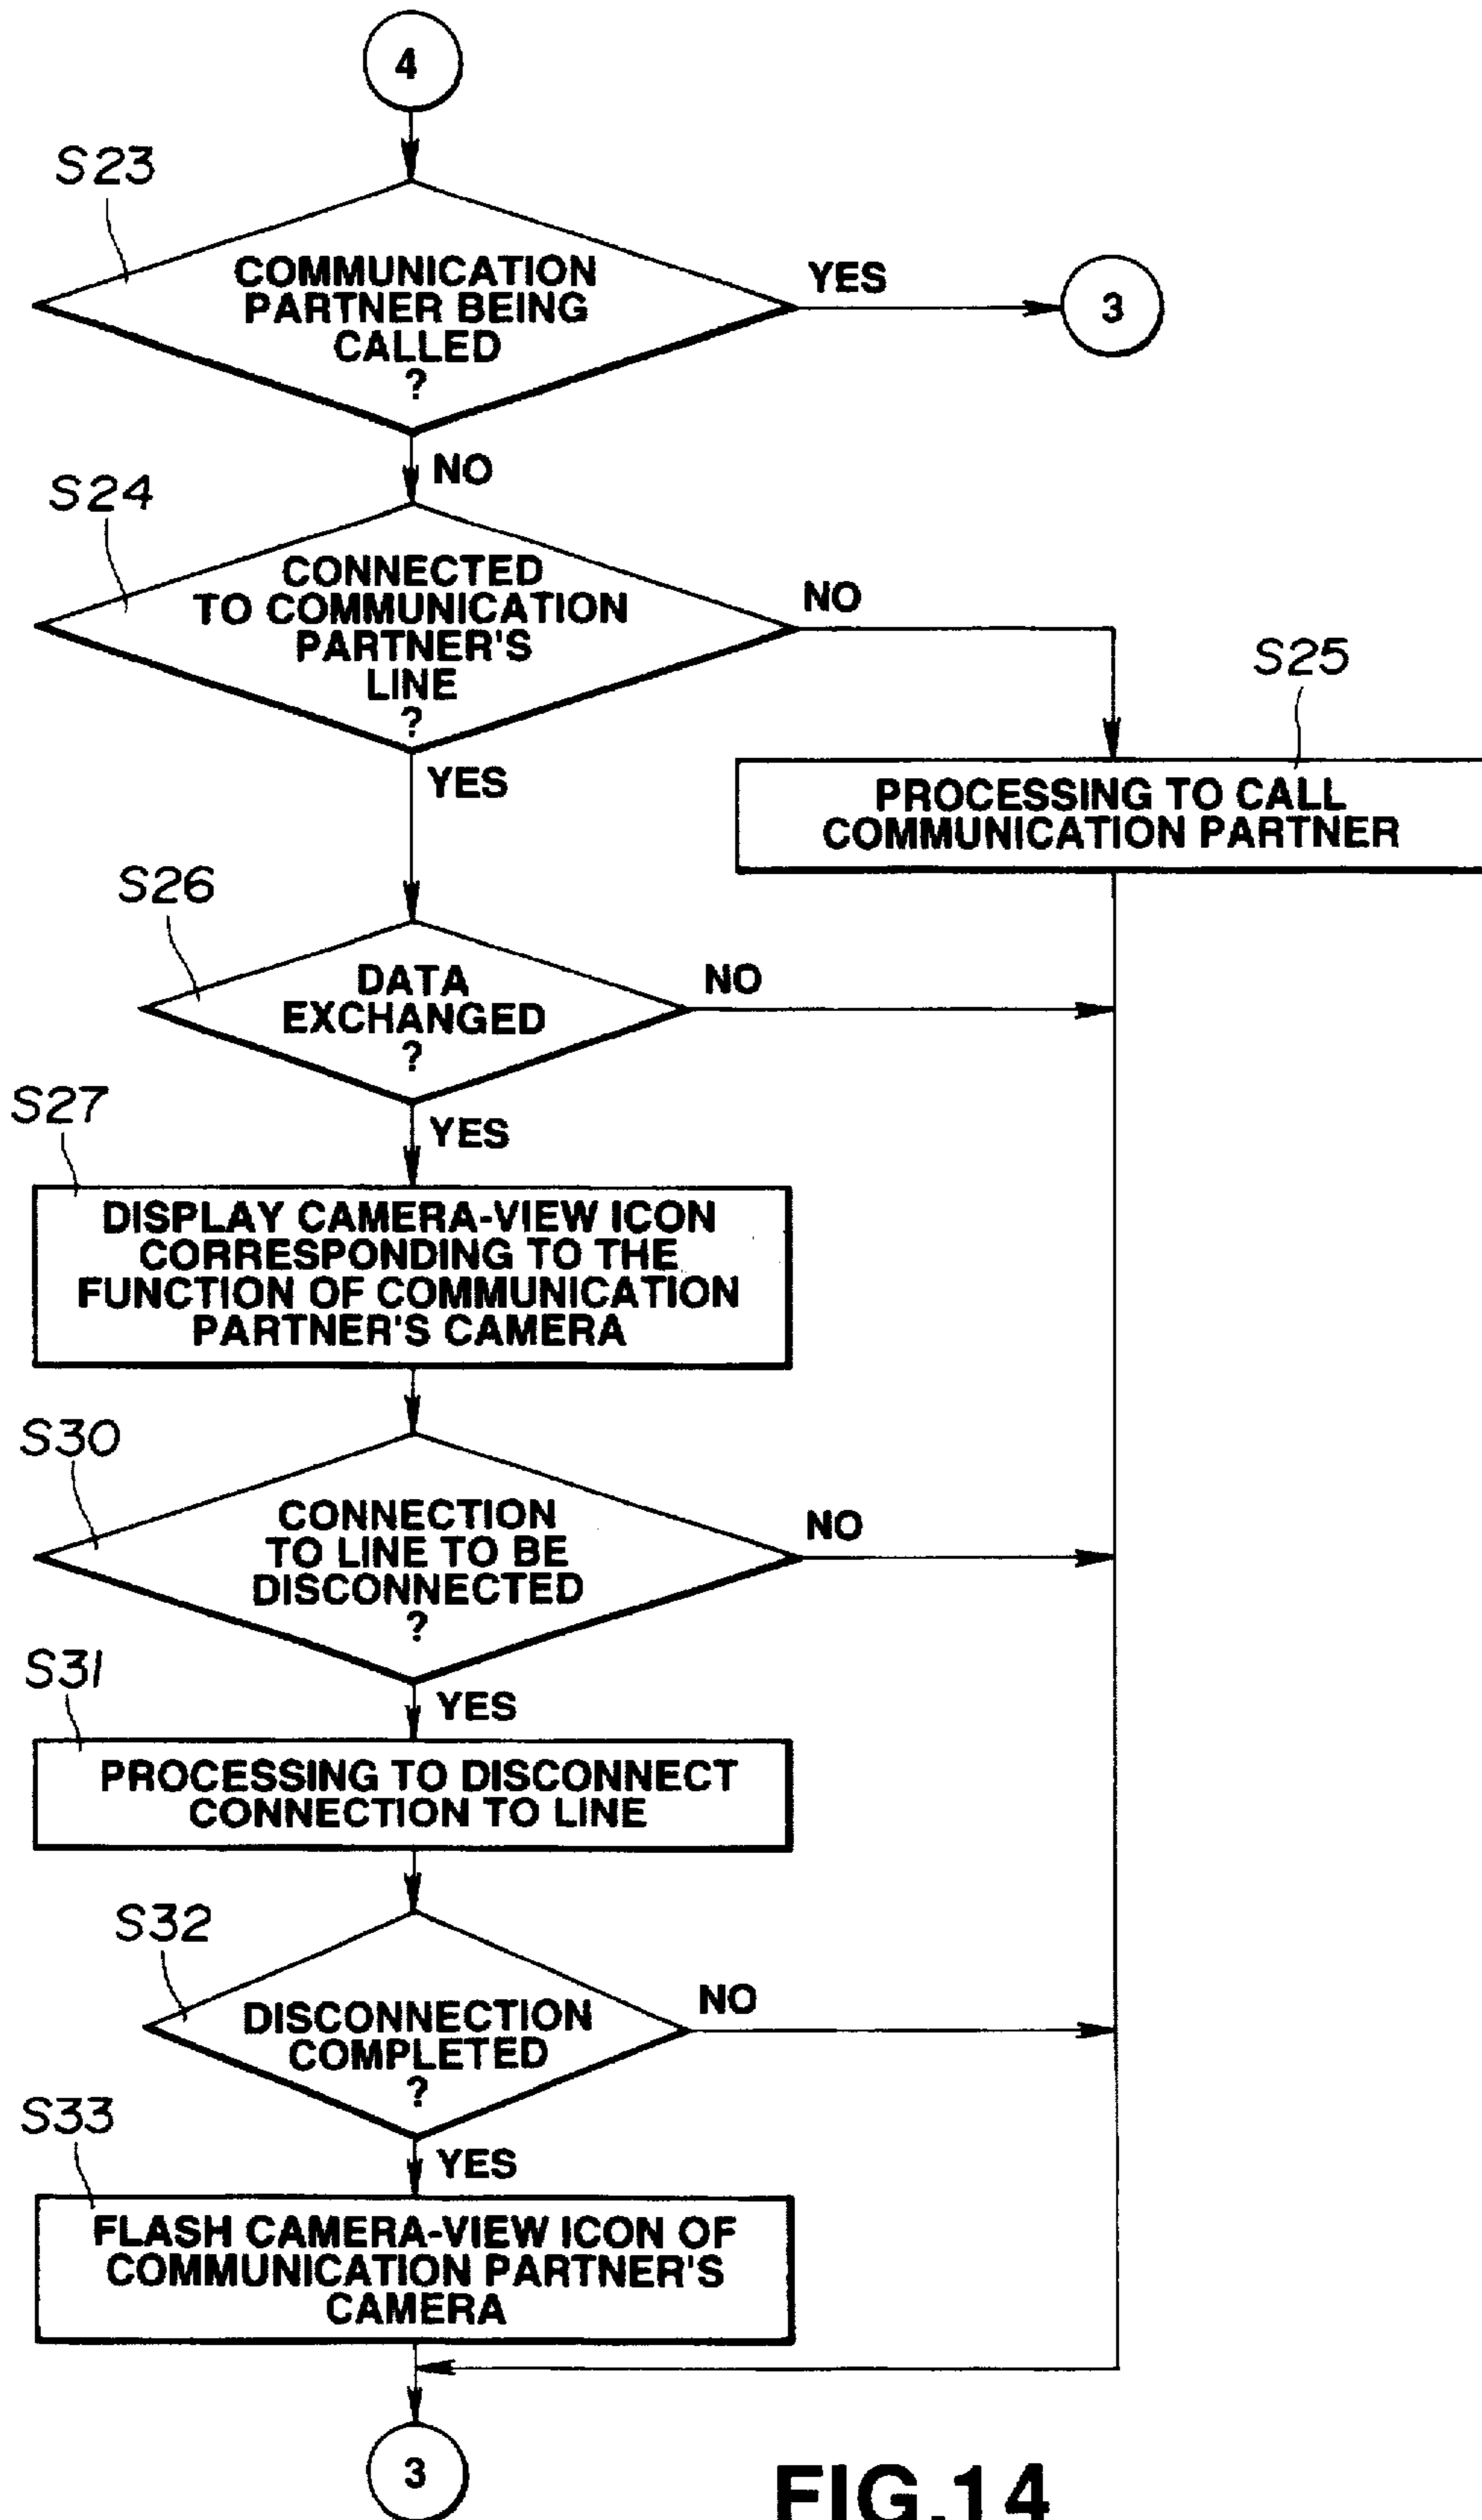 4
S23
COMMUNICATION
PARTNER BEING
CALLED
?
YES
3
NO
S24
CONNECTED
TO COMMUNICATION
PARTNER'S
LINE
?
NO
YES
S25
PROCESSING TO CALL
COMMUNICATION PARTNER
S26
DATA
EXCHANGED
?
NO
YES
S27
DISPLAY CAMERA-VIEW ICON
CORRESPONDING TO THE
FUNCTION OF COMMUNICATION
PARTNER'S CAMERA
S30
CONNECTION
TO LINE TO BE
DISCONNECTED
?
NO
YES
S31
PROCESSING TO DISCONNECT
CONNECTION TO LINE
S32
DISCONNECTION
COMPLETED
?
NO
YES
S33
FLASH CAMERA-VIEW ICON OF
COMMUNICATION PARTNER'S
CAMERA
3
FIG.14